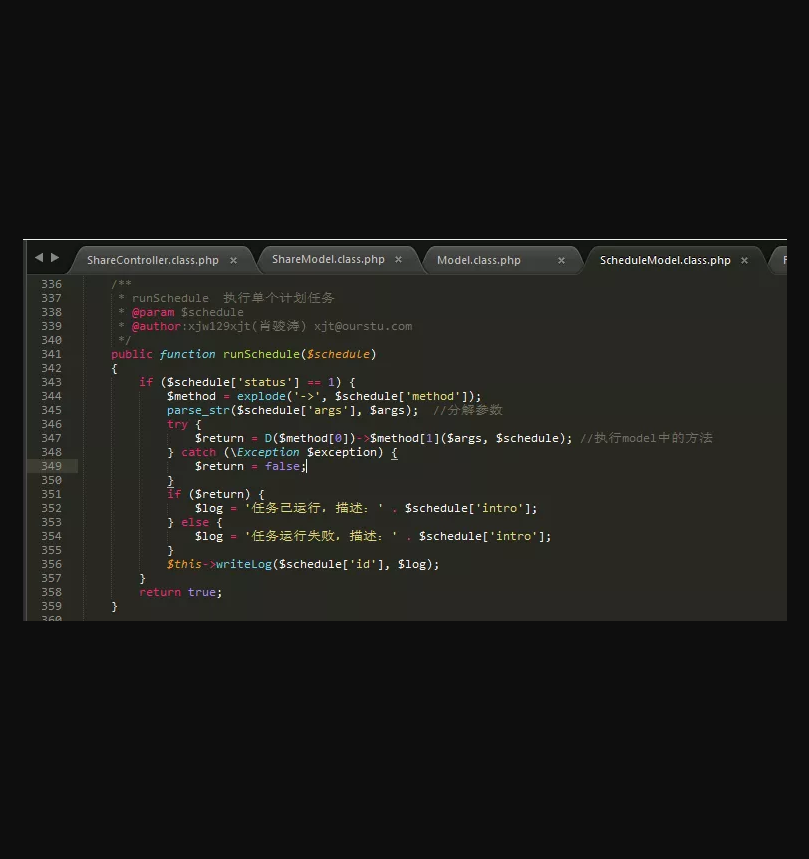 ShareController.class.php × ShareModel.class.php × Model.class.php × ScheduleModel.class.php ×
336 /**
337 * runSchedule 执行单个计划任务
338 * @param $schedule
339 * @author:xjw129xjt(肖骏涛) xjt@ourstu.com
340 */
341 public function runSchedule($schedule)
342 {
343 if ($schedule['status'] == 1) {
344 $method = explode('->', $schedule['method']);
345 parse_str($schedule['args'], $args); //分解参数
346 try {
347 $return = D($method[0])->$method[1]($args, $schedule); //执行model中的方法
348 } catch (\Exception $exception) {
349 $return = false;
350 }
351 if ($return) {
352 $log = '任务已运行，描述：' . $schedule['intro'];
353 } else {
354 $log = '任务运行失败，描述：' . $schedule['intro'];
355 }
356 $this->writeLog($schedule['id'], $log);
357 }
358 return true;
359 }
360